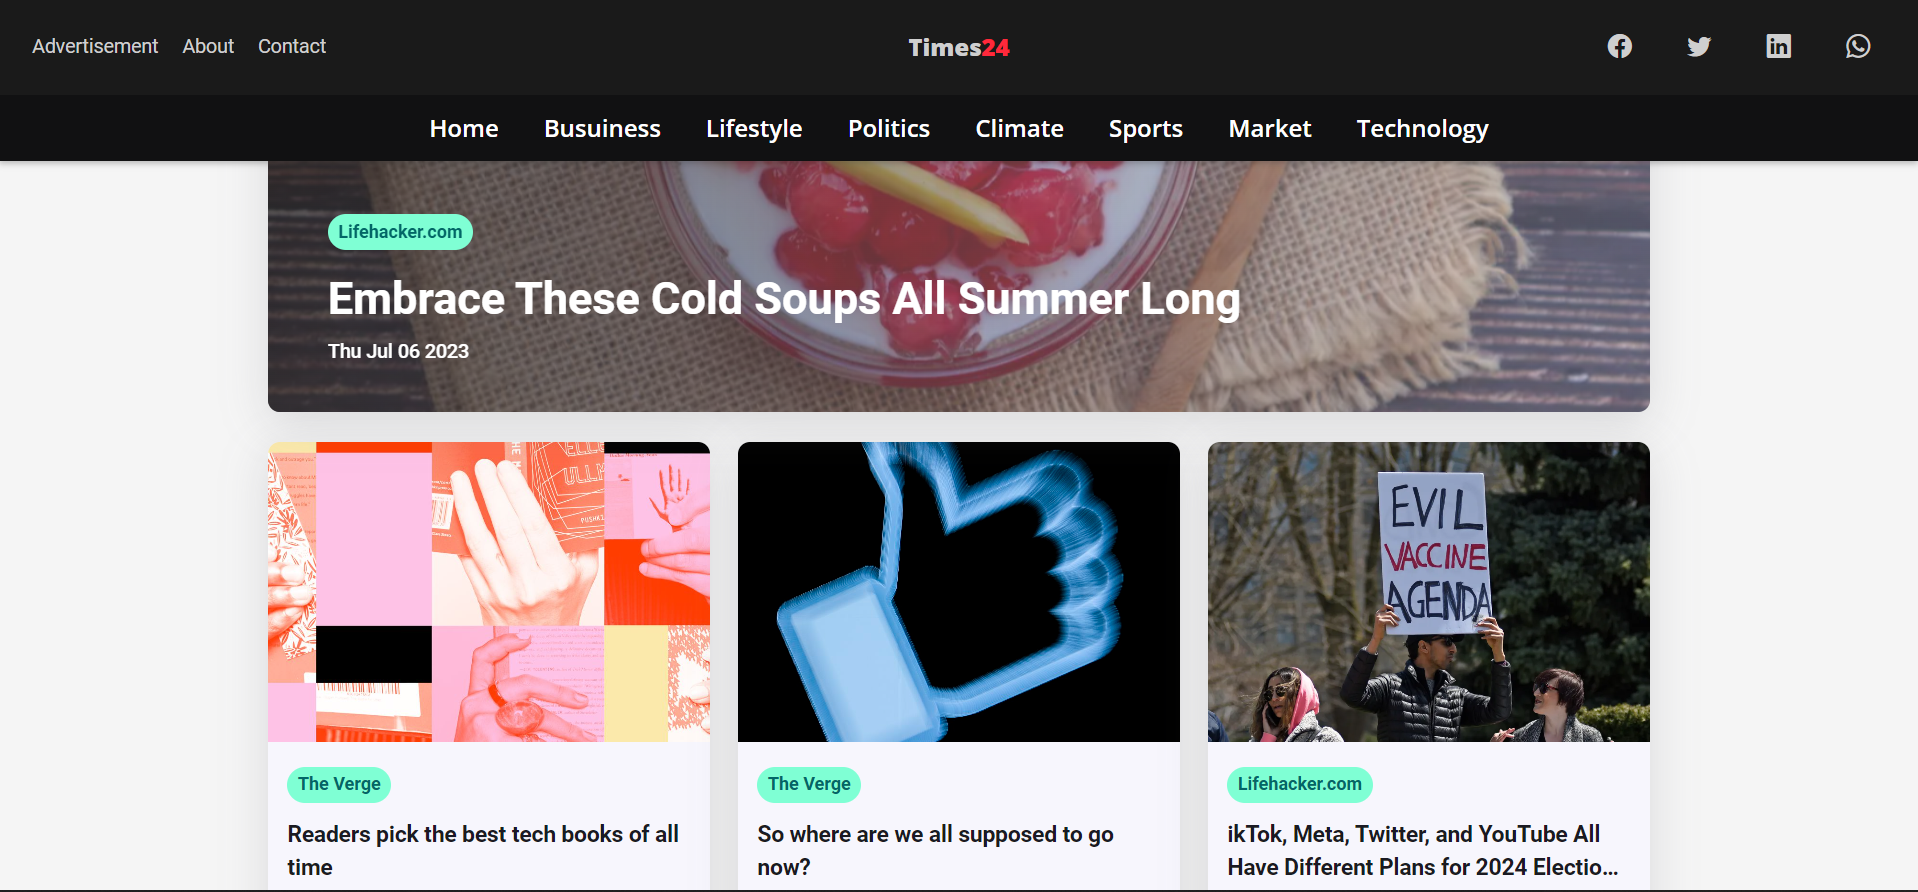 Advertisement About Contact
Times24
Home Busuiness Lifestyle Politics Climate Sports Market Technology
Lifehacker.com
Embrace These Cold Soups All Summer Long
Thu Jul 06 2023
ELLE
ULLM
PUSHKI
EVIL
VACCINE
AGENDA
The Verge
Readers pick the best tech books of all
time
The Verge
So where are we all supposed to go
now?
Lifehacker.com
ikTok, Meta, Twitter, and YouTube All
Have Different Plans for 2024 Electio...